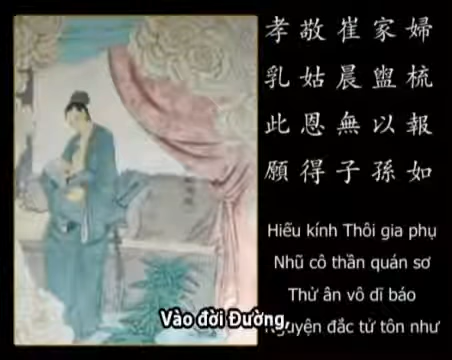 孝敬崔家婦
乳姑晨盥梳
此恩無以報
願得子孫如
Hiếu kính Thôi gia phụ
Nhũ cô thần quán sơ
Thử ân vô dĩ báo
Nguyện đắc tử tôn như
Vào đời Đường,